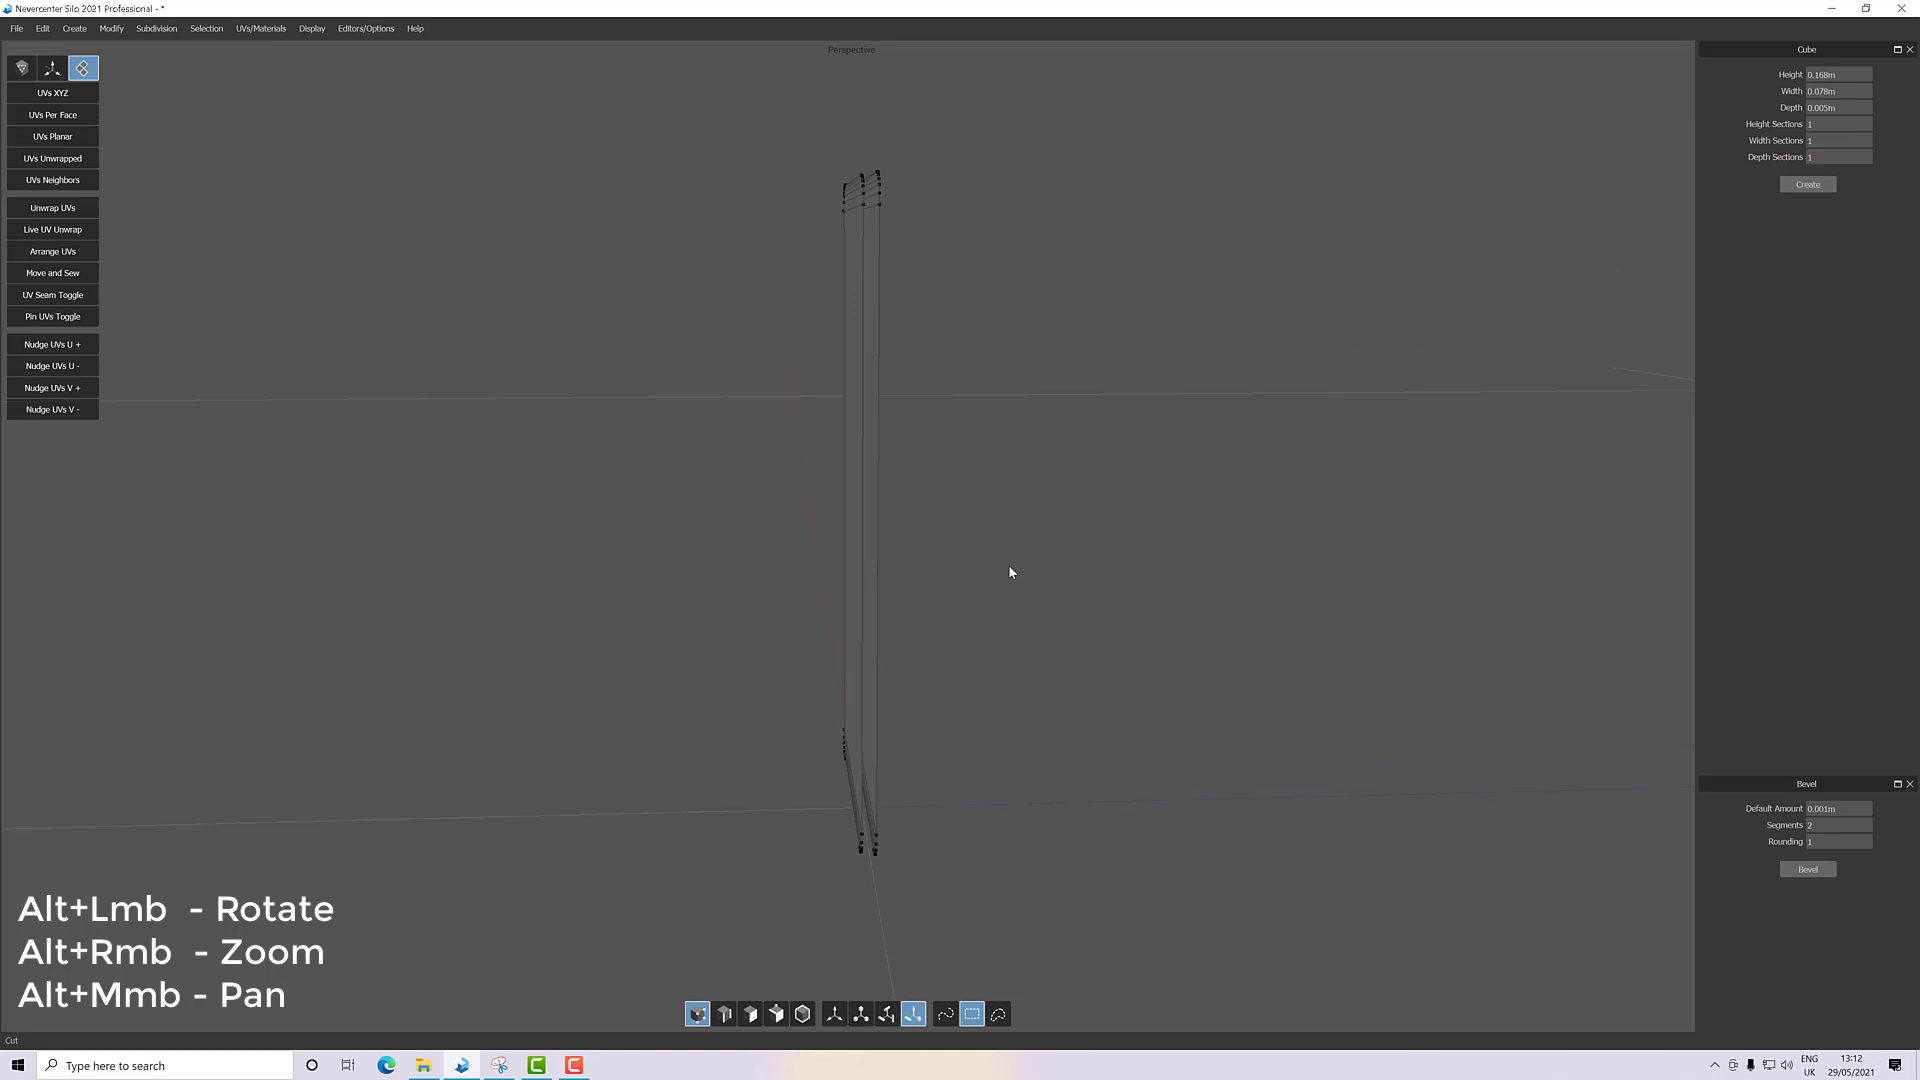 Nevercenter Silo 2021 Professional - *
File Edit Create Modify Subdivision Selection UVs/Materials Display Editors/Options Help
Perspective
UVs XYZ
UVs Per Face
UVs Planar
UVs Unwrapped
UVs Neighbors
Unwrap UVs
Live UV Unwrap
Arrange UVs
Move and Sew
UV Seam Toggle
Pin UVs Toggle
Nudge UVs U +
Nudge UVs U -
Nudge UVs V +
Nudge UVs V -
Cube
Height 0.168m
Width 0.078m
Depth 0.005m
Height Sections 1
Width Sections 1
Depth Sections 1
Create
Bevel
Default Amount 0.001m
Segments 2
Rounding 1
Bevel
Alt+Lmb - Rotate
Alt+Rmb - Zoom
Alt+Mmb - Pan
Cut
Type here to search
ENG
UK
13:12
29/05/2021